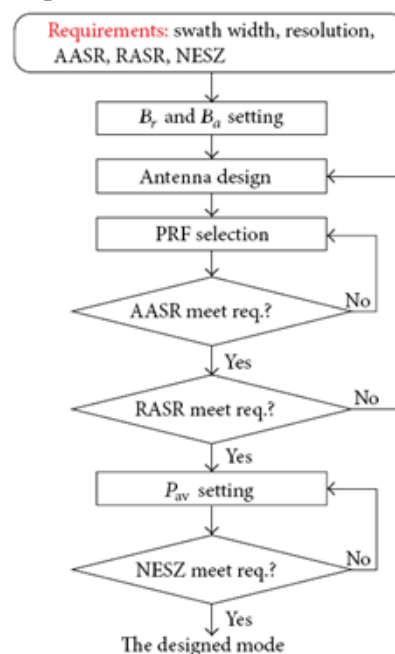 Requirements: swath width, resolution,
AASR, RASR, NESZ
B_r and B_a setting
Antenna design
PRF selection
AASR meet req.?
No
Yes
RASR meet req.?
No
Yes
P_av setting
NESZ meet req.?
No
Yes
The designed mode